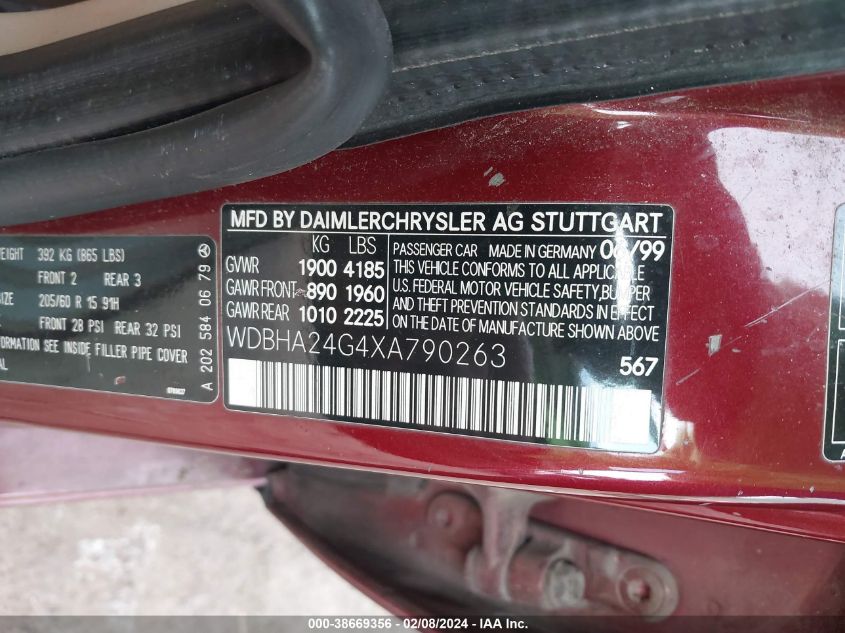 EIGHT 392 KG (865 LBS)
FRONT 2 REAR 3
SIZE 205/60 R 15 91H
FRONT 28 PSI REAR 32 PSI
SEE INSIDE FILLER PIPE COVER
AL
A 202 584 06 79
MFD BY DAIMLERCHRYSLER AG STUTTGART
KG LBS
GVWR 1900 4185
GAWR FRONT 890 1960
GAWR REAR 1010 2225
PASSENGER CAR MADE IN GERMANY /99
THIS VEHICLE CONFORMS TO ALL APPLICABLE
U.S. FEDERAL MOTOR VEHICLE SAFETY, BUMPER
AND THEFT PREVENTION STANDARDS IN EFFECT
ON THE DATE OF MANUFACTURE SHOWN ABOVE
WDBHA24G4XA790263
567
000-38669356 - 02/08/2024 - IAA Inc.